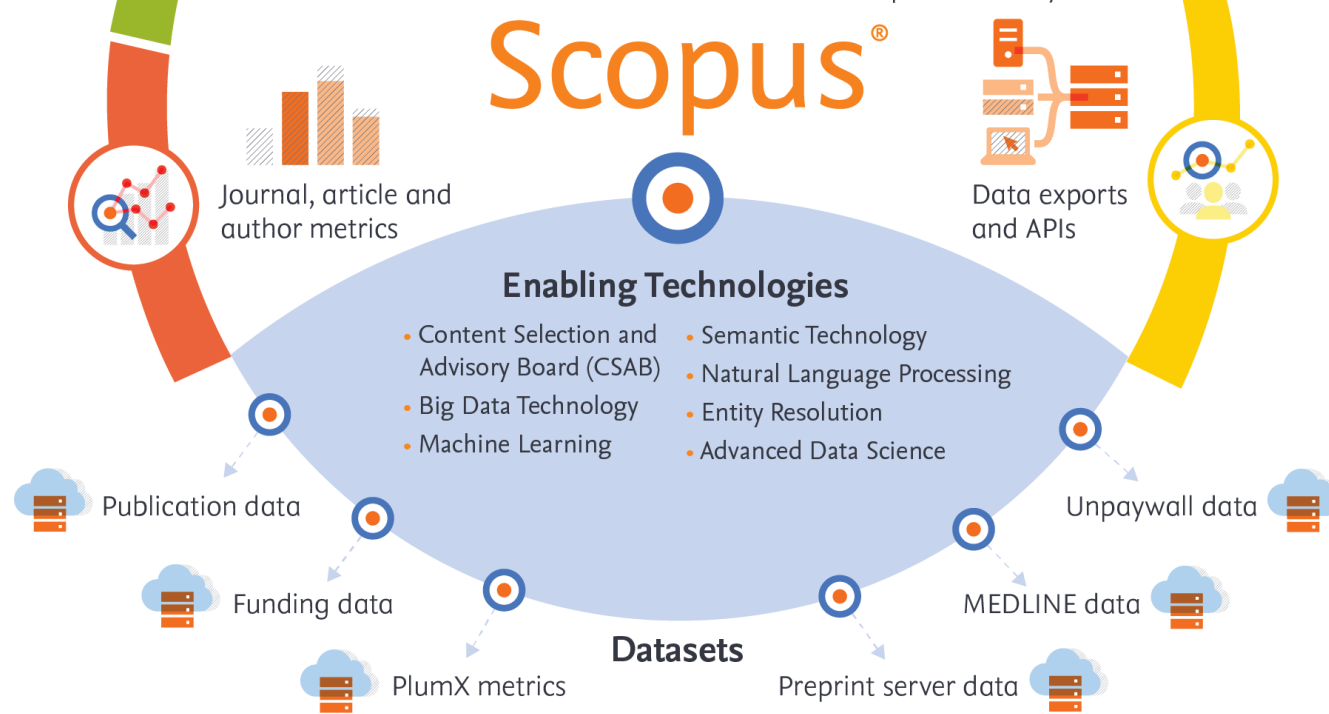 Scopus®
Journal, article and
author metrics
Data exports
and APIs
Enabling Technologies
• Content Selection and
Advisory Board (CSAB)
• Big Data Technology
• Machine Learning
• Semantic Technology
• Natural Language Processing
• Entity Resolution
• Advanced Data Science
Publication data
Unpaywall data
Funding data
MEDLINE data
Datasets
PlumX metrics
Preprint server data